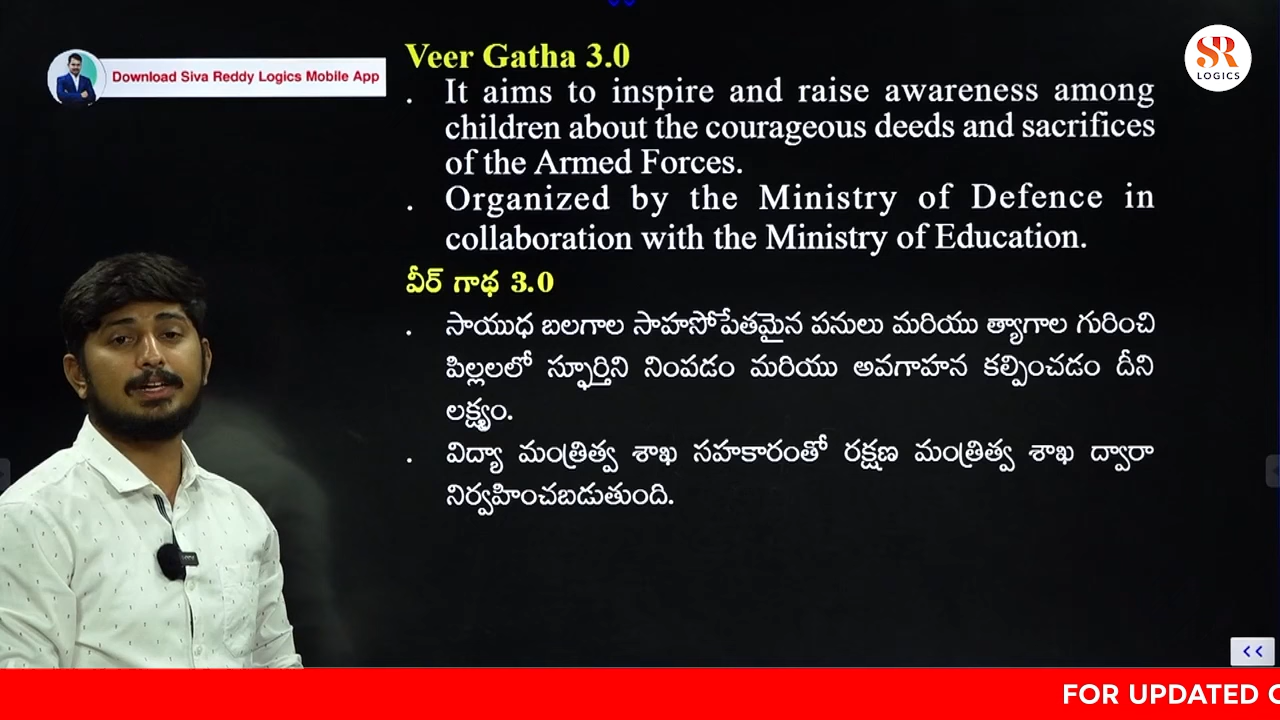 Download Siva Reddy Logics Mobile App
SR
LOGICS
Veer Gatha 3.0
. It aims to inspire and raise awareness among
children about the courageous deeds and sacrifices
of the Armed Forces.
. Organized by the Ministry of Defence in
collaboration with the Ministry of Education.
వీర్ గాథ 3.0
. సాయుధ బలగాల సాహసోపేతమైన పనులు మరియు త్యాగాల గురించి
పిల్లలలో స్ఫూర్తిని నింపడం మరియు అవగాహన కల్పించడం దీని
లక్ష్యం.
. విద్యా మంత్రిత్వ శాఖ సహకారంతో రక్షణ మంత్రిత్వ శాఖ ద్వారా
నిర్వహించబడుతుంది.
<<
FOR UPDATED